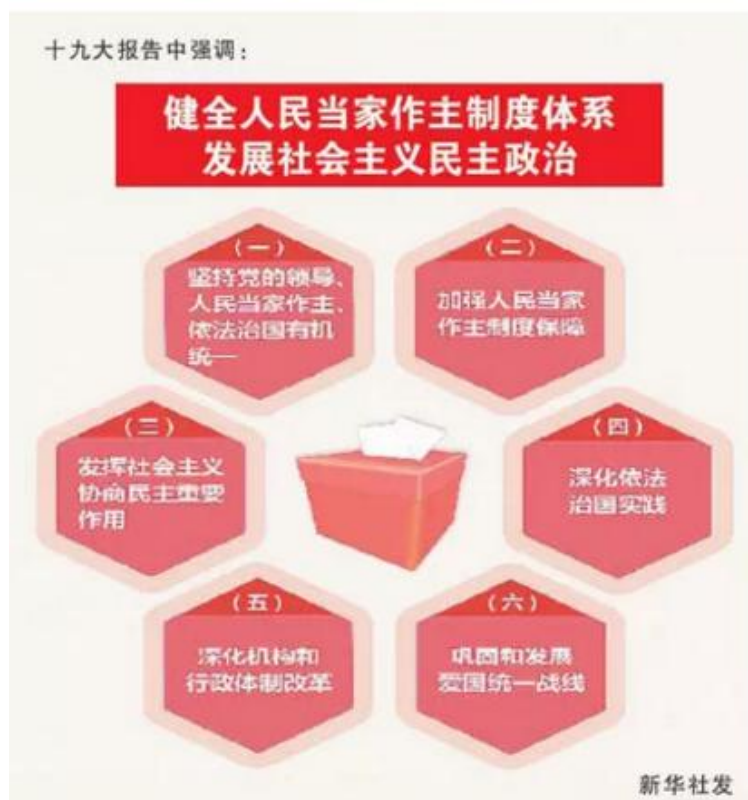 十九大报告中强调：
健全人民当家作主制度体系
发展社会主义民主政治
（一）
坚持党的领导、
人民当家作主、
依法治国有机
统一
（二）
加强人民当家
作主制度保障
（三）
发挥社会主义
协商民主重要
作用
（四）
深化依法
治国实践
（五）
深化机构和
行政体制改革
（六）
巩固和发展
爱国统一战线
新华社发